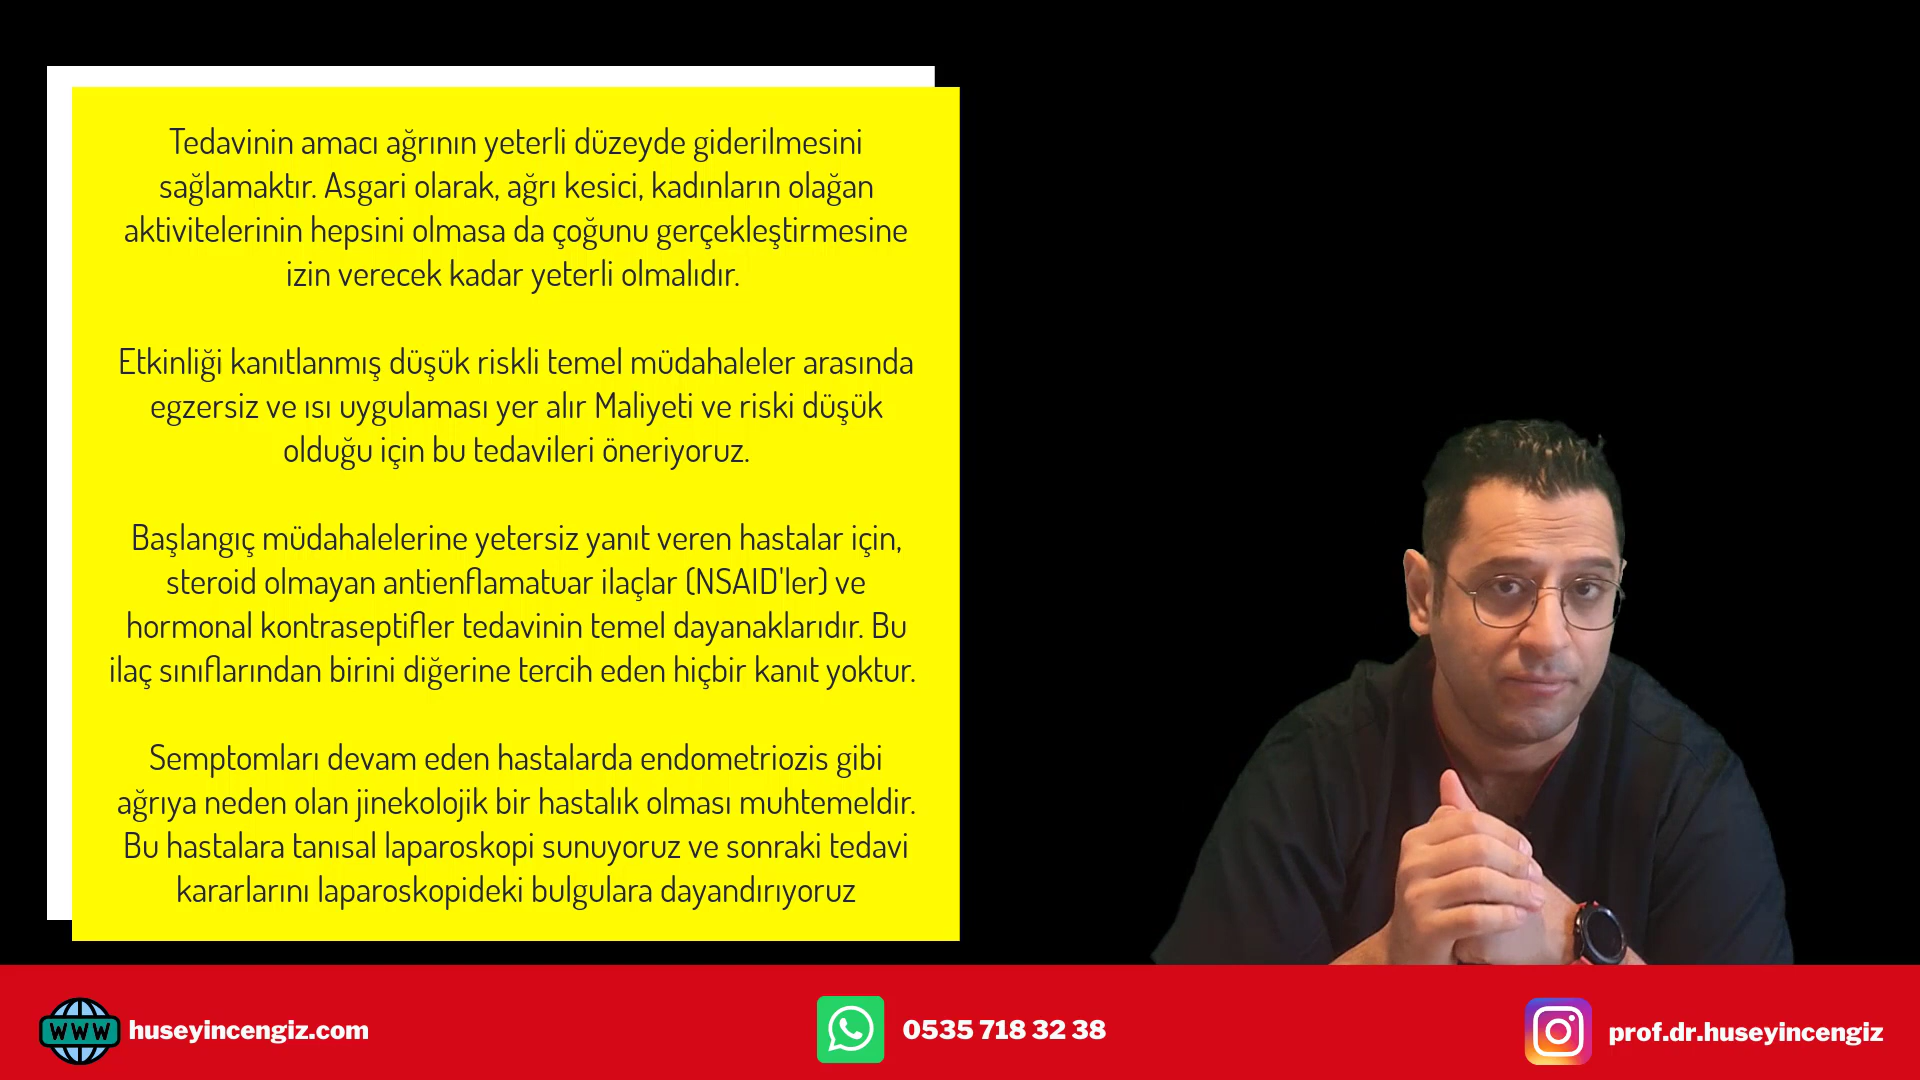 Tedavinin amacı ağrının yeterli düzeyde giderilmesini
sağlamaktır. Asgari olarak, ağrı kesici, kadınların olağan
aktivitelerinin hepsini olmasa da çoğunu gerçekleştirmesine
izin verecek kadar yeterli olmalıdır.
Etkinliği kanıtlanmış düşük riskli temel müdahaleler arasında
egzersiz ve ısı uygulaması yer alır Maliyeti ve riski düşük
olduğu için bu tedavileri öneriyoruz.
Başlangıç müdahalelerine yetersiz yanıt veren hastalar için,
steroid olmayan antienflamatuar ilaçlar (NSAID'ler) ve
hormonal kontraseptifler tedavinin temel dayanaklarıdır. Bu
ilaç sınıflarından birini diğerine tercih eden hiçbir kanıt yoktur.
Semptomları devam eden hastalarda endometriozis gibi
ağrıya neden olan jinekolojik bir hastalık olması muhtemeldir.
Bu hastalara tanısal laparoskopi sunuyoruz ve sonraki tedavi
kararlarını laparoskopideki bulgulara dayandırıyoruz
WWW huseyincengiz.com
0535 718 32 38
prof.dr.huseyincengiz